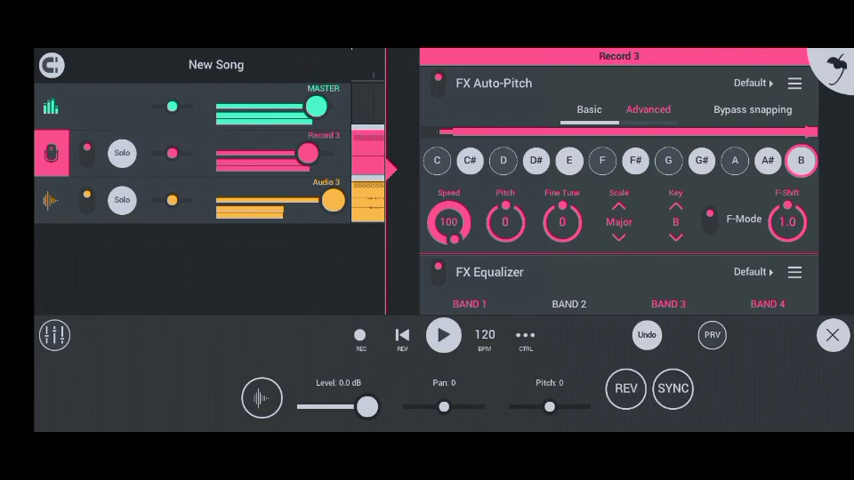 New Song
MASTER
Solo
Record 3
Solo
Audio 3
Record 3
FX Auto-Pitch
Default
Basic
Advanced
Bypass snapping
C C# D D# E F F# G G# A A# B
Speed Pitch Fine Tune Scale Key F-Shift
100 0 0 Major B F-Mode 1.0
FX Equalizer
Default
BAND 1 BAND 2 BAND 3 BAND 4
REC
REV
120
BPM
CTRL
Undo
PRV
Level: 0.0 dB
Pan: 0
Pitch: 0
REV
SYNC